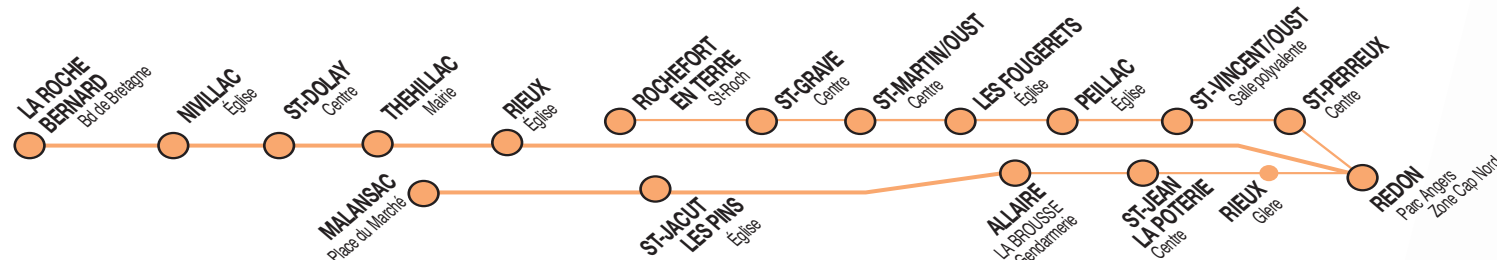 LA ROCHE
BERNARD
Bd de Bretagne
NIVILLAC
Église
ST-DOLAY
Centre
THEHILLAC
Mairie
RIEUX
Église
ROCHEFORT
EN TERRE
St-Roch
ST-GRAVE
Centre
ST-MARTIN/OUST
Centre
LES FOUGERETS
Église
PEILLAC
Église
ST-VINCENT/OUST
Salle polyvalente
ST-PERREUX
Centre
MALANSAC
Place du Marché
ST-JACUT
LES PINS
Église
ALLAIRE
LA BROUSSE
Gendarmerie
ST-JEAN
LA POTERIE
Centre
RIEUX
Glere
REDON
Parc Angers
Zone Cap Nord